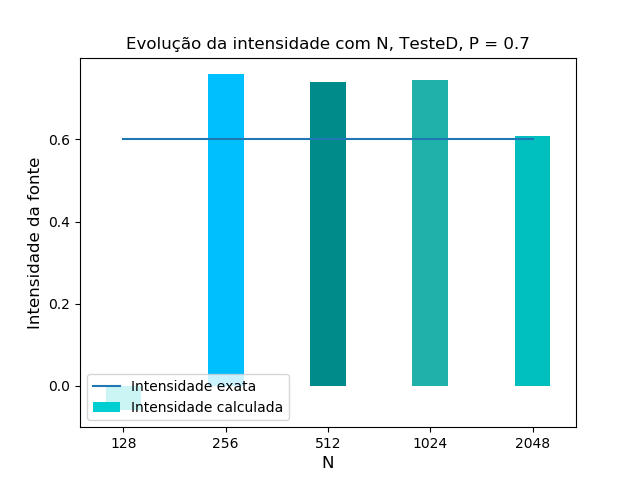 Evolução da intensidade com N, TesteD, P = 0.7
Intensidade da fonte
0.6
0.4
0.2
0.0
Intensidade exata
Intensidade calculada
128 256 512 1024 2048
N